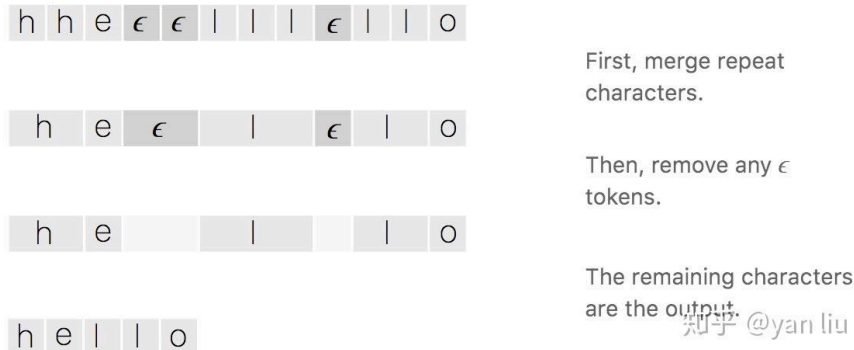 h h e ϵ ϵ l l l ϵ l l o
First, merge repeat
characters.
h e ϵ l ϵ l o
Then, remove any ϵ
tokens.
h e l l o
The remaining characters
are the output.
h e l l o
知乎 @yan liu